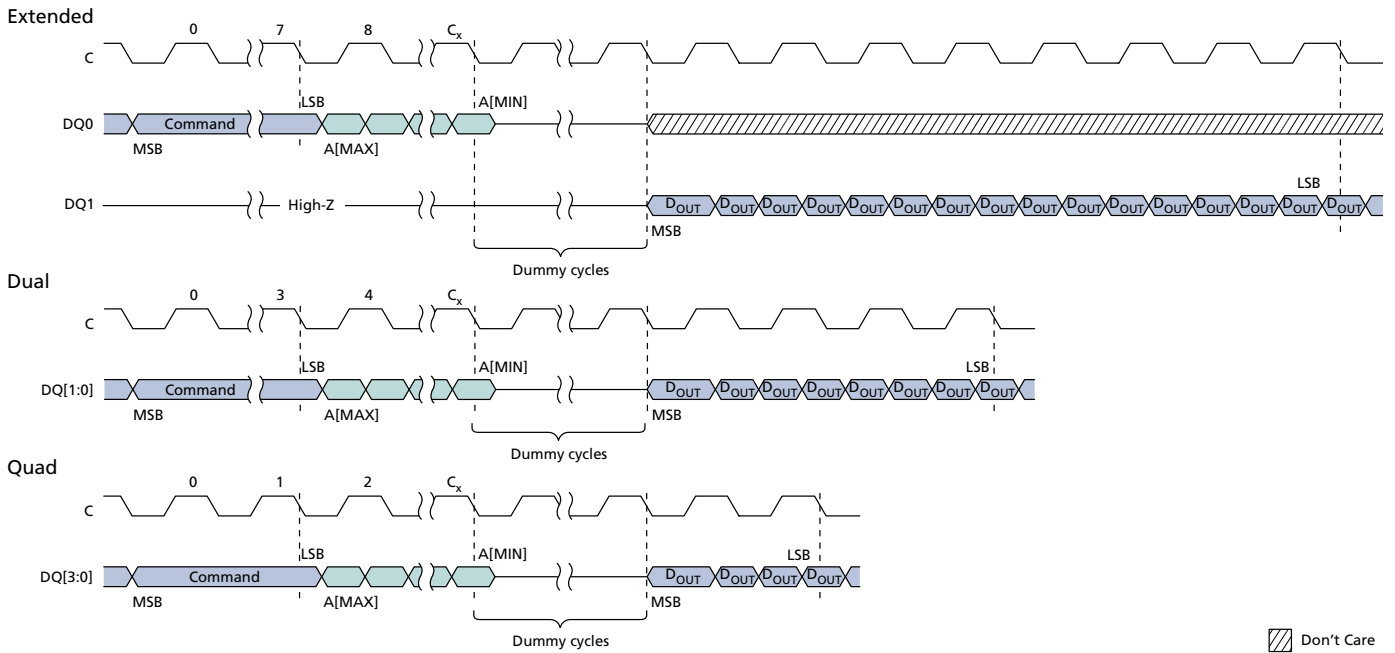 Extended
0 7 8 Cx
C
LSB A[MIN]
DQ0 Command
MSB A[MAX]
LSB
DQ1 High-Z DOUT DOUT DOUT DOUT DOUT DOUT DOUT DOUT DOUT DOUT DOUT DOUT DOUT DOUT DOUT DOUT
MSB
Dummy cycles
Dual
0 3 4 Cx
C
LSB A[MIN] LSB
DQ[1:0] Command DOUT DOUT DOUT DOUT DOUT DOUT DOUT DOUT
MSB A[MAX] MSB
Dummy cycles
Quad
0 1 2 Cx
C
LSB A[MIN] LSB
DQ[3:0] Command DOUT DOUT DOUT DOUT
MSB A[MAX] MSB
Dummy cycles
Don't Care